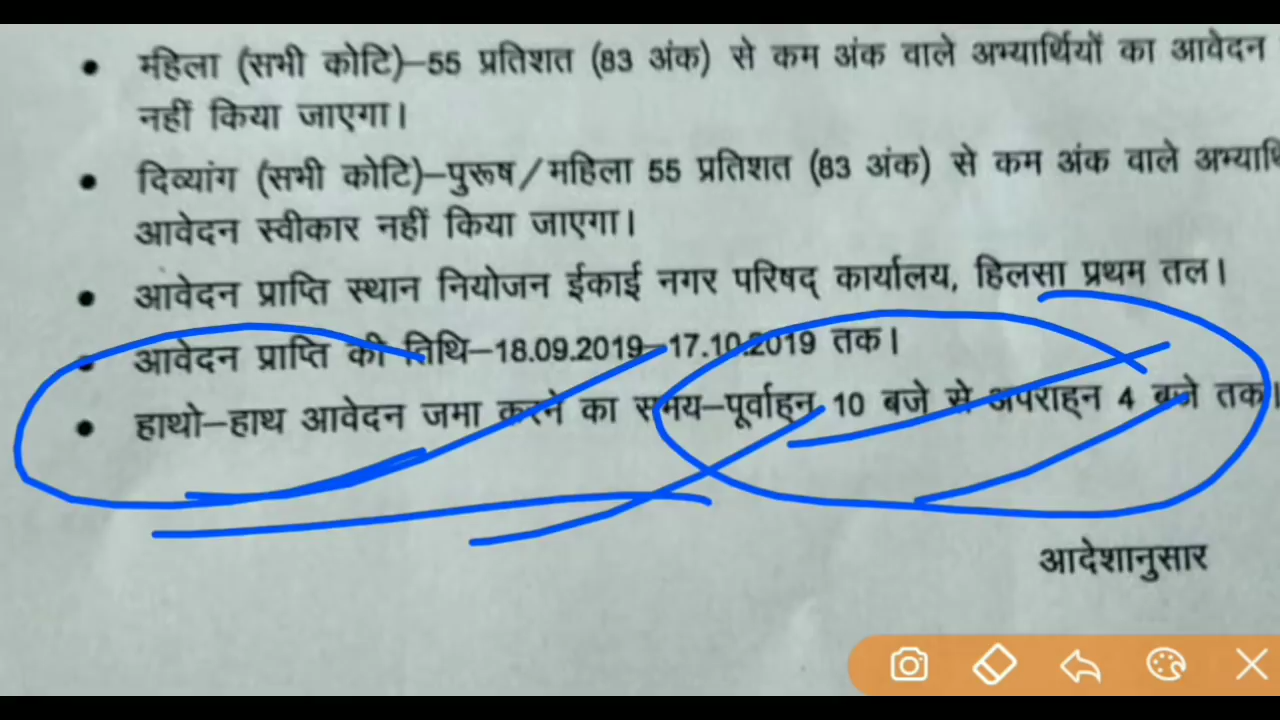 • महिला (सभी कोटि)–55 प्रतिशत (83 अंक) से कम अंक वाले अभ्यार्थियों का आवेदन
नहीं किया जाएगा।
• दिव्यांग (सभी कोटि)–पुरूष/महिला 55 प्रतिशत (83 अंक) से कम अंक वाले
आवेदन स्वीकार नहीं किया जाएगा।
• आवेदन प्राप्ति स्थान नियोजन ईकाई नगर परिषद् कार्यालय, हिलसा प्रथम तल।
• आवेदन प्राप्ति की तिथि–18.09.2019–17.10.2019 तक।
• हाथो–हाथ आवेदन जमा करने का समय–पूर्वाह्न 10 बजे से अपराह्न 4 बजे तक।
आदेशानुसार